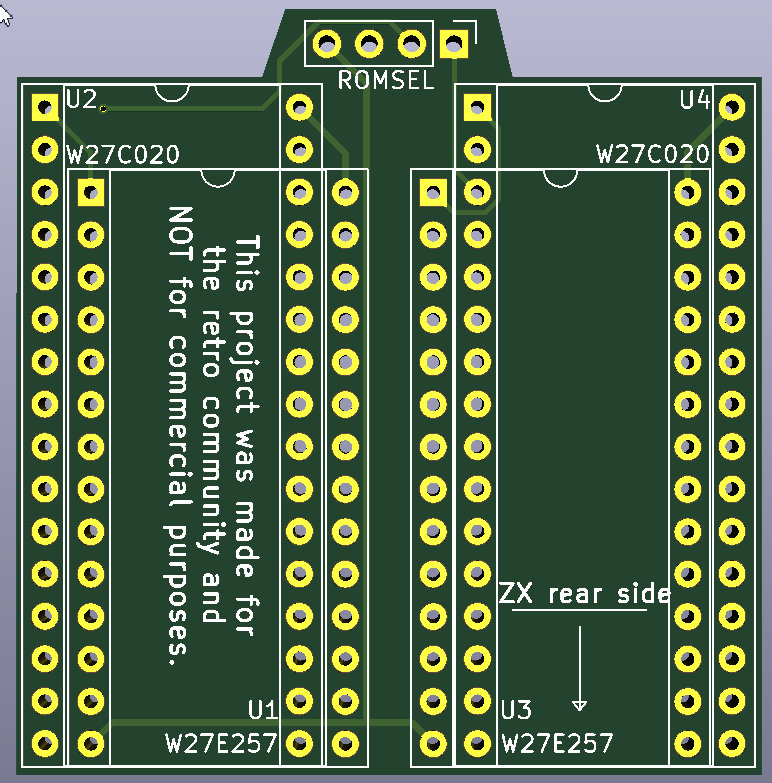 ROMSEL
U2
U4
W27C020
W27C020
This project was made for
the retro community and
NOT for commercial purposes.
ZX rear side
U1
U3
W27E257
W27E257